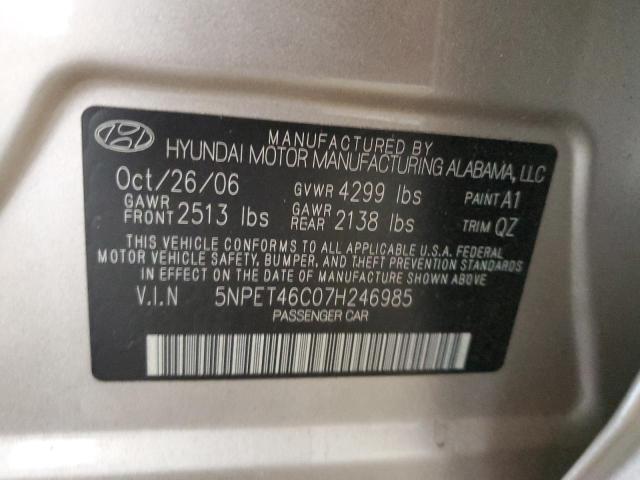 MANUFACTURED BY
HYUNDAI MOTOR MANUFACTURING ALABAMA, LLC
Oct/26/06 GVWR 4299 lbs PAINT A1
GAWR FRONT 2513 lbs GAWR REAR 2138 lbs TRIM QZ
THIS VEHICLE CONFORMS TO ALL APPLICABLE U.S.A. FEDERAL
MOTOR VEHICLE SAFETY, BUMPER, AND THEFT PREVENTION STANDARDS
IN EFFECT ON THE DATE OF MANUFACTURE SHOWN ABOVE
V.I.N 5NPET46C07H246985
PASSENGER CAR